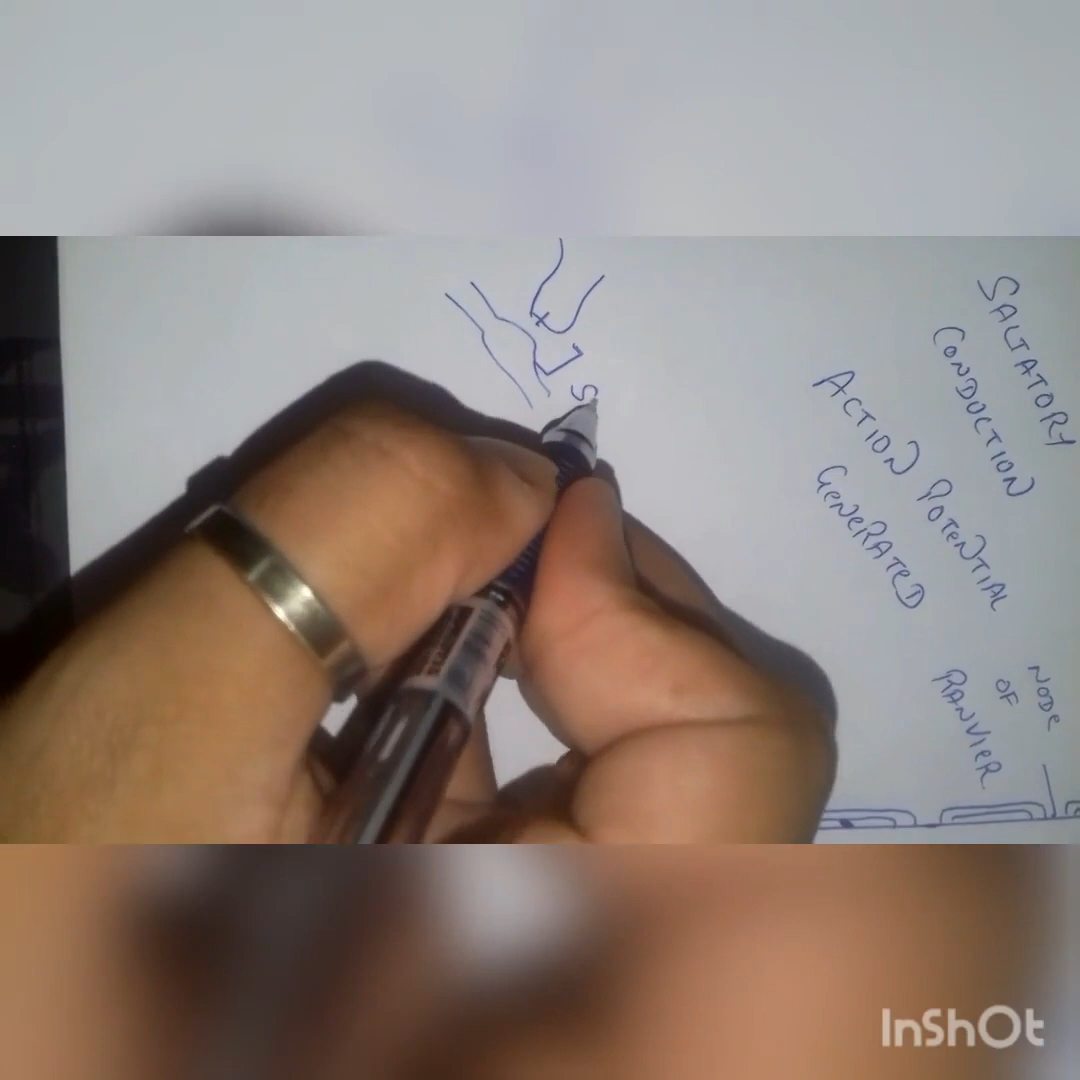 SALTATORY
CONDUCTION
ACTION POTENTIAL
GENERATED
NODE
OF
RANVIER
S
InShOt